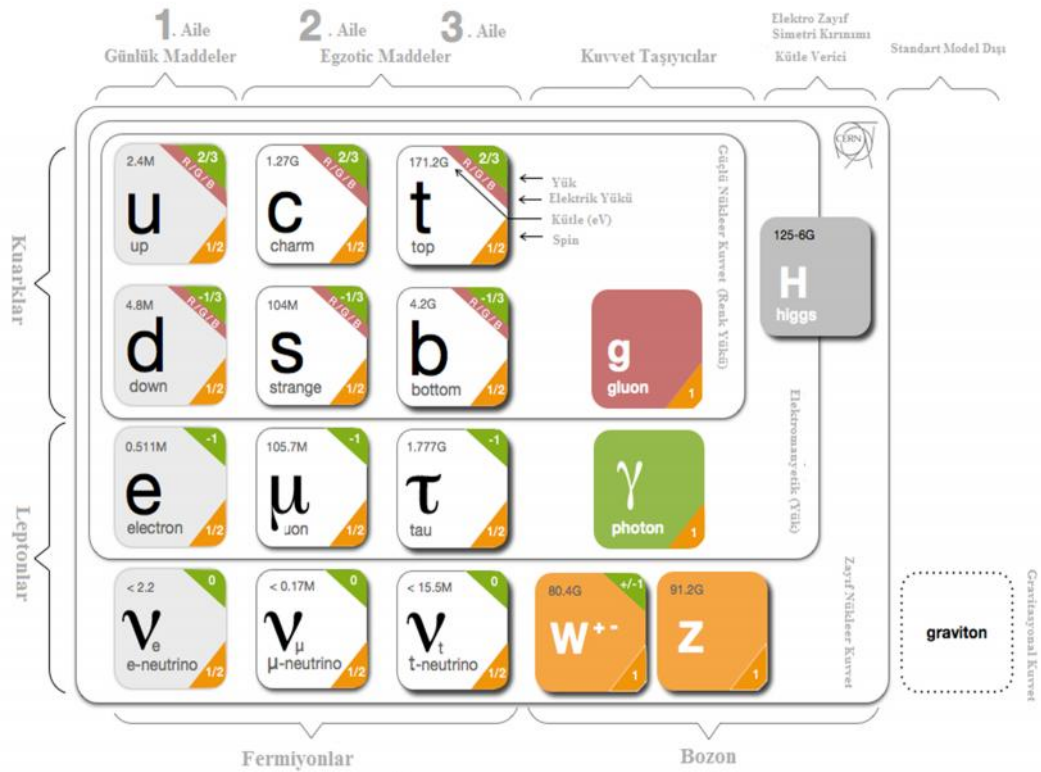 1. Aile
2. Aile
3. Aile
Günlük Maddeler
Egzotic Maddeler
Kuvvet Taşıyıcılar
Elektro Zayıf
Simetri Kırınımı
Kütle Verici
Standart Model Dışı
CERN
Kuarklar
2.4M
2/3
R/G/B
u
up
1/2
1.27G
2/3
R/G/B
c
charm
1/2
171.2G
2/3
R/G/B
t
top
1/2
Yük
Elektrik Yükü
Kütle (eV)
Spin
Güçlü Nükleer Kuvvet (Renk Yükü)
125-6G
H
higgs
4.8M
-1/3
R/G/B
d
down
1/2
104M
-1/3
R/G/B
s
strange
1/2
4.2G
-1/3
R/G/B
b
bottom
1/2
g
gluon
1
Leptonlar
0.511M
-1
e
electron
1/2
105.7M
-1
μ
uon
1/2
1.777G
-1
τ
tau
1/2
γ
photon
1
Elektromanyetik (Yük)
< 2.2
0
νe
e-neutrino
1/2
< 0.17M
0
νμ
μ-neutrino
1/2
< 15.5M
0
νt
t-neutrino
1/2
80.4G
+/-1
W+-
1
91.2G
Z
1
Zayıf Nükleer Kuvvet
graviton
Gravitasyonal Kuvvet
Fermiyonlar
Bozon